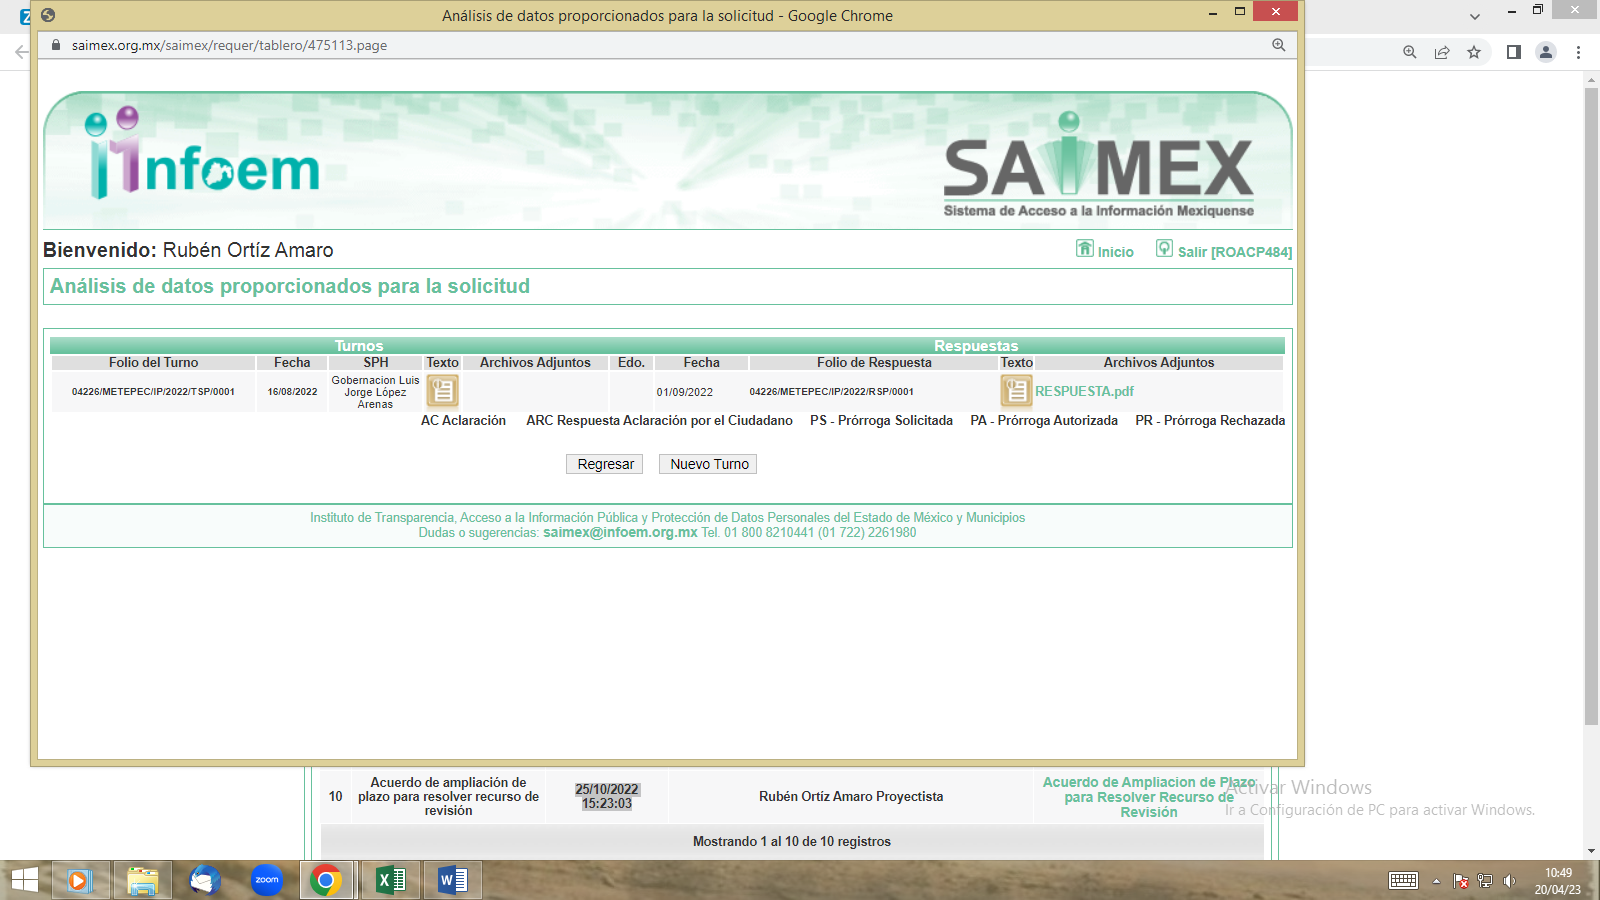 Análisis de datos proporcionados para la solicitud - Google Chrome
saimex.org.mx/saimex/requer/tablero/475113.page
infoem
SAIMEX
Sistema de Acceso a la Información Mexiquense
Bienvenido: Rubén Ortíz Amaro
Inicio
Salir [ROACP484]
Análisis de datos proporcionados para la solicitud
Turnos
Respuestas
Folio del Turno Fecha SPH Texto Archivos Adjuntos Edo. Fecha Folio de Respuesta Texto Archivos Adjuntos
04226/METEPEC/IP/2022/TSP/0001
16/08/2022
Gobernacion Luis
Jorge López
Arenas
01/09/2022
04226/METEPEC/IP/2022/RSP/0001
RESPUESTA.pdf
AC Aclaración ARC Respuesta Aclaración por el Ciudadano PS - Prórroga Solicitada PA - Prórroga Autorizada PR - Prórroga Rechazada
Regresar
Nuevo Turno
Instituto de Transparencia, Acceso a la Información Pública y Protección de Datos Personales del Estado de México y Municipios
Dudas o sugerencias: saimex@infoem.org.mx Tel. 01 800 8210441 (01 722) 2261980
10
Acuerdo de ampliación de
plazo para resolver recurso de
revisión
25/10/2022
15:23:03
Rubén Ortíz Amaro Proyectista
Acuerdo de Ampliacion de Plazo
para Resolver Recurso de
Revisión
Activar Windows
Ir a Configuración de PC para activar Windows.
Mostrando 1 al 10 de 10 registros
zoom
10:49
20/04/23